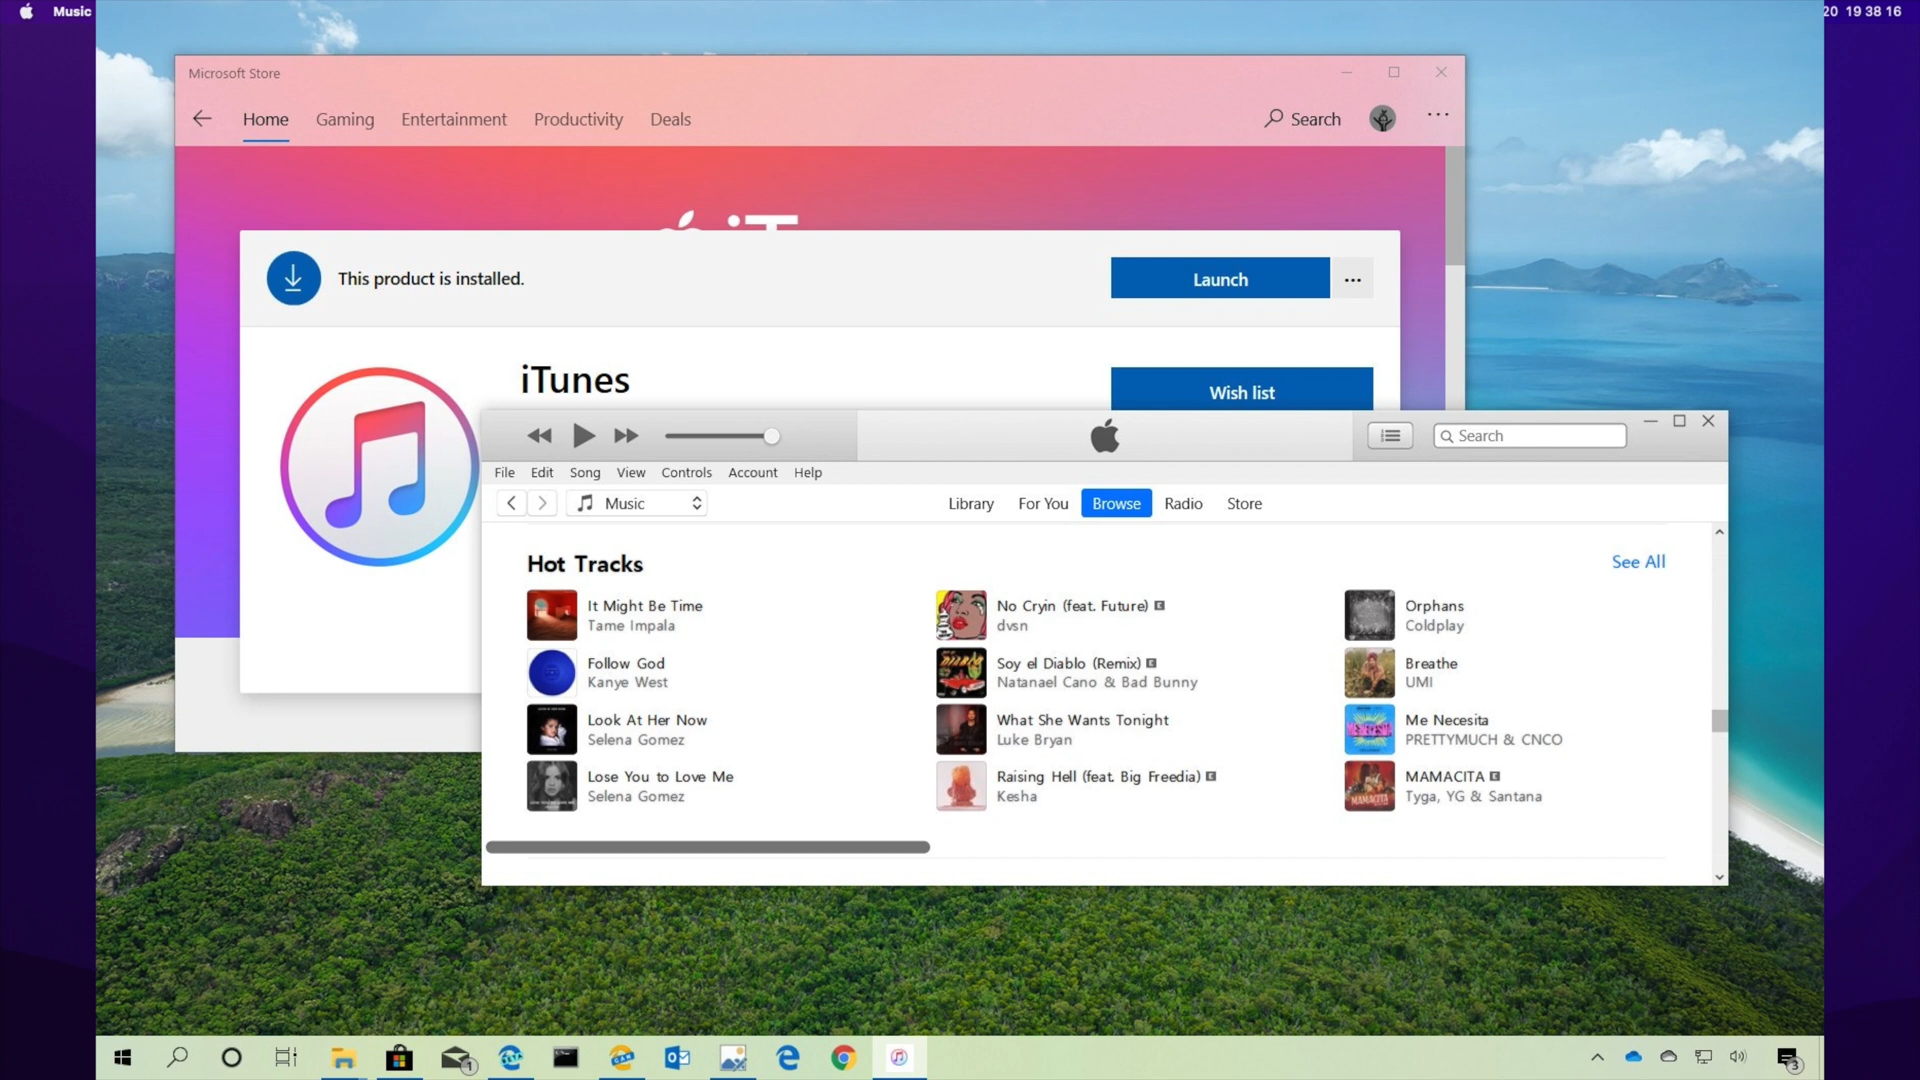 Music
20 19 38 16
Microsoft Store
Home Gaming Entertainment Productivity Deals Search
iT
This product is installed. Launch
iTunes
Wish list
Search
File Edit Song View Controls Account Help
Music Library For You Browse Radio Store
Hot Tracks See All
It Might Be Time
Tame Impala
Follow God
Kanye West
Look At Her Now
Selena Gomez
Lose You to Love Me
Selena Gomez
No Cryin (feat. Future) E
dvsn
Soy el Diablo (Remix) E
Natanael Cano & Bad Bunny
What She Wants Tonight
Luke Bryan
Raising Hell (feat. Big Freedia) E
Kesha
Orphans
Coldplay
Breathe
UMI
Me Necesita
PRETTYMUCH & CNCO
MAMACITA E
Tyga, YG & Santana
MAMACITA
1
3